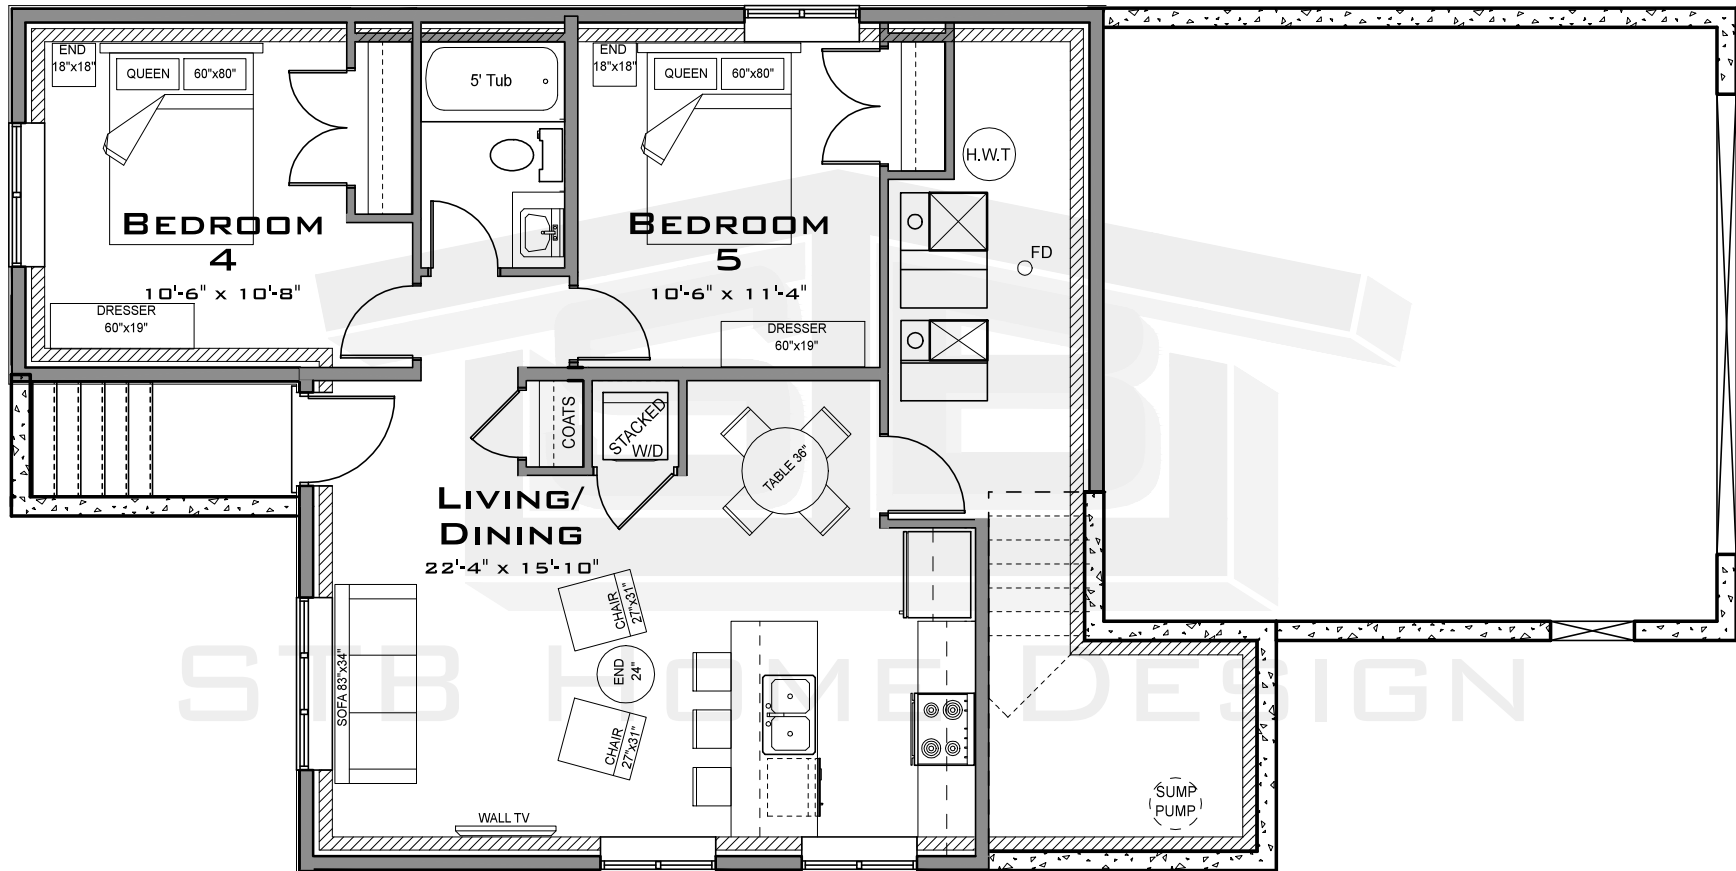 END
18"x18"
QUEEN
60"x80"
5' Tub
END
18"x18"
QUEEN
60"x80"
H.W.T
BEDROOM
4
10'-6" x 10'-8"
BEDROOM
5
10'-6" x 11'-4"
FD
DRESSER
60"x19"
DRESSER
60"x19"
COATS
STACKED
W/D
TABLE 36"
LIVING/
DINING
22'-4" x 15'-10"
CHAIR
27"x31"
SOFA 83"x34"
END
24"
CHAIR
27"x31"
STB HOME DESIGN
WALL TV
SUMP
PUMP